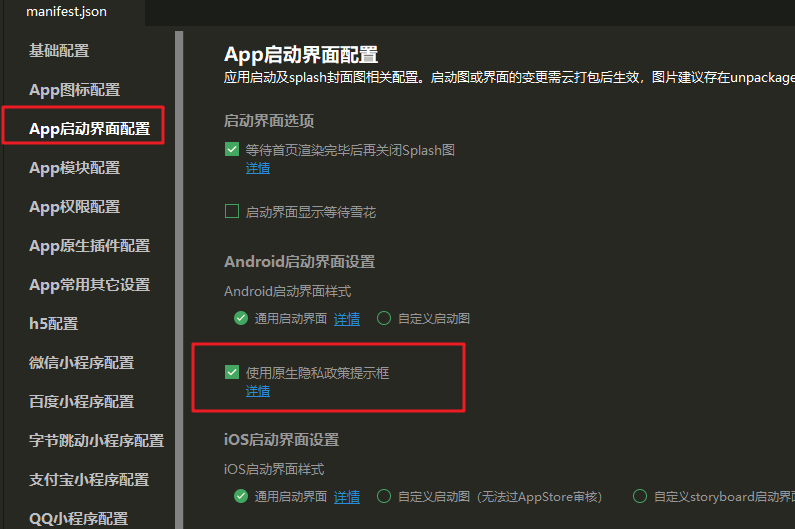 manifest.json
基础配置
App图标配置
App启动界面配置
App模块配置
App权限配置
App原生插件配置
App常用其它设置
h5配置
微信小程序配置
百度小程序配置
字节跳动小程序配置
支付宝小程序配置
QQ小程序配置
App启动界面配置
应用启动及splash封面图相关配置。启动图或界面的变更需云打包后生效，图片建议存在unpackage
启动界面选项
等待首页渲染完毕后再关闭Splash图
详情
启动界面显示等待雪花
Android启动界面设置
Android启动界面样式
通用启动界面 详情 自定义启动图
使用原生隐私政策提示框
详情
iOS启动界面设置
iOS启动界面样式
通用启动界面 详情 自定义启动图（无法过AppStore审核） 自定义storyboard启动界